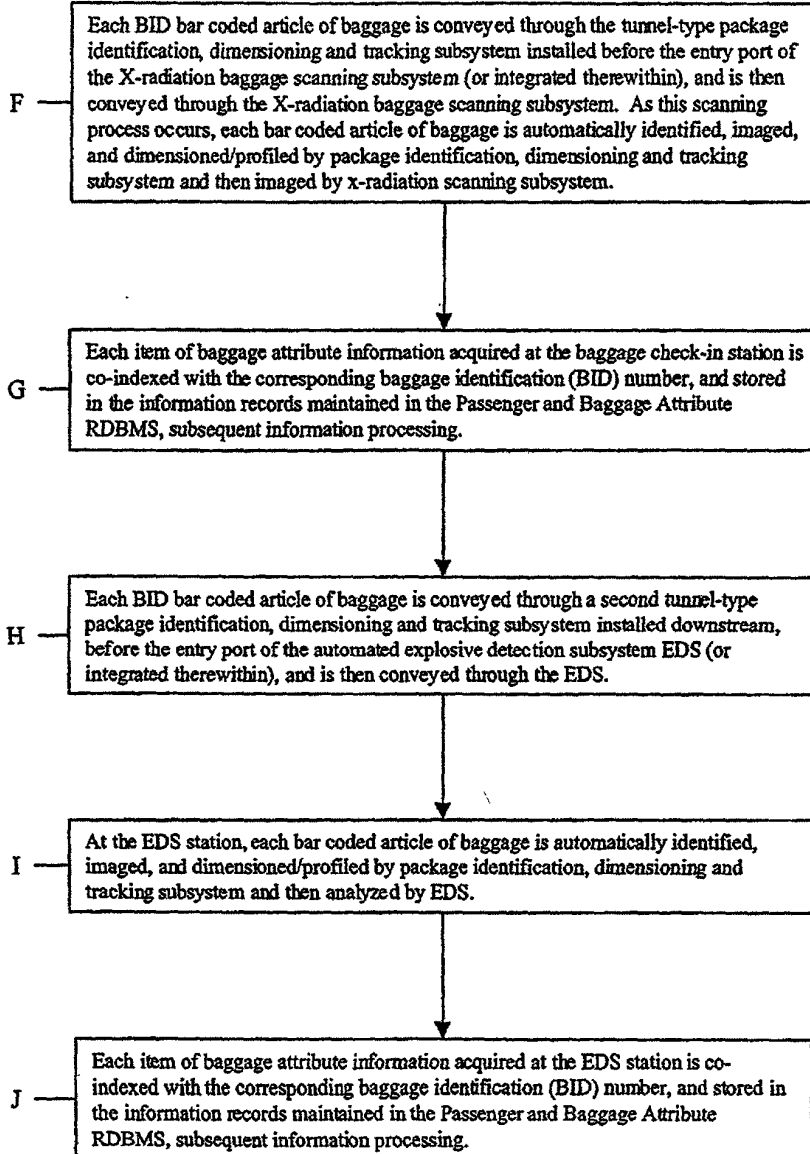 Each BID bar coded article of baggage is conveyed through the tunnel-type package
identification, dimensioning and tracking subsystem installed before the entry port of
the X-radiation baggage scanning subsystem (or integrated therewithin), and is then
conveyed through the X-radiation baggage scanning subsystem. As this scanning
F
process occurs, each bar coded article of baggage is automatically identified, imaged,
and dimensioned/profiled by package identification, dimensioning and tracking
subsystem and then imaged by x-radiation scanning subsystem.
Each item of baggage attribute information acquired at the baggage check-in station is
co-indexed with the corresponding baggage identification (BID) number, and stored
G
in the information records maintained in the Passenger and Baggage Attribute
RDBMS, subsequent information processing.
Each BID bar coded article of baggage is conveyed through a second tunnel-type
package identification, dimensioning and tracking subsystem installed downstream,
H
before the entry port of the automated explosive detection subsystem EDS (or
integrated therewithin), and is then conveyed through the EDS.
At the EDS station, each bar coded article of baggage is automatically identified,
I
imaged, and dimensioned/profiled by package identification, dimensioning and
tracking subsystem and then analyzed by EDS.
Each item of baggage attribute information acquired at the EDS station is co-
indexed with the corresponding baggage identification (BID) number, and stored in
J
the information records maintained in the Passenger and Baggage Attribute
RDBMS, subsequent information processing.